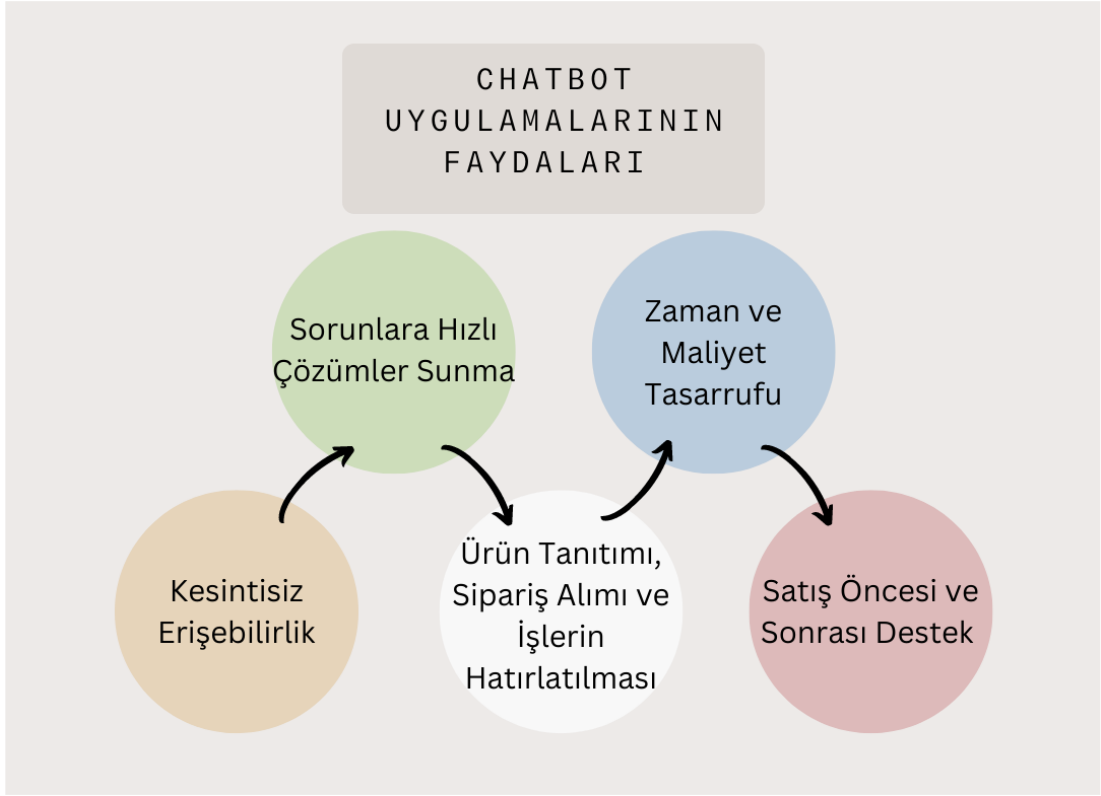 CHATBOT
UYGULAMALARININ
FAYDALARI
Kesintisiz
Erişebilirlik
Sorunlara Hızlı
Çözümler Sunma
Ürün Tanıtımı,
Sipariş Alımı ve
İşlerin
Hatırlatılması
Zaman ve
Maliyet
Tasarrufu
Satış Öncesi ve
Sonrası Destek